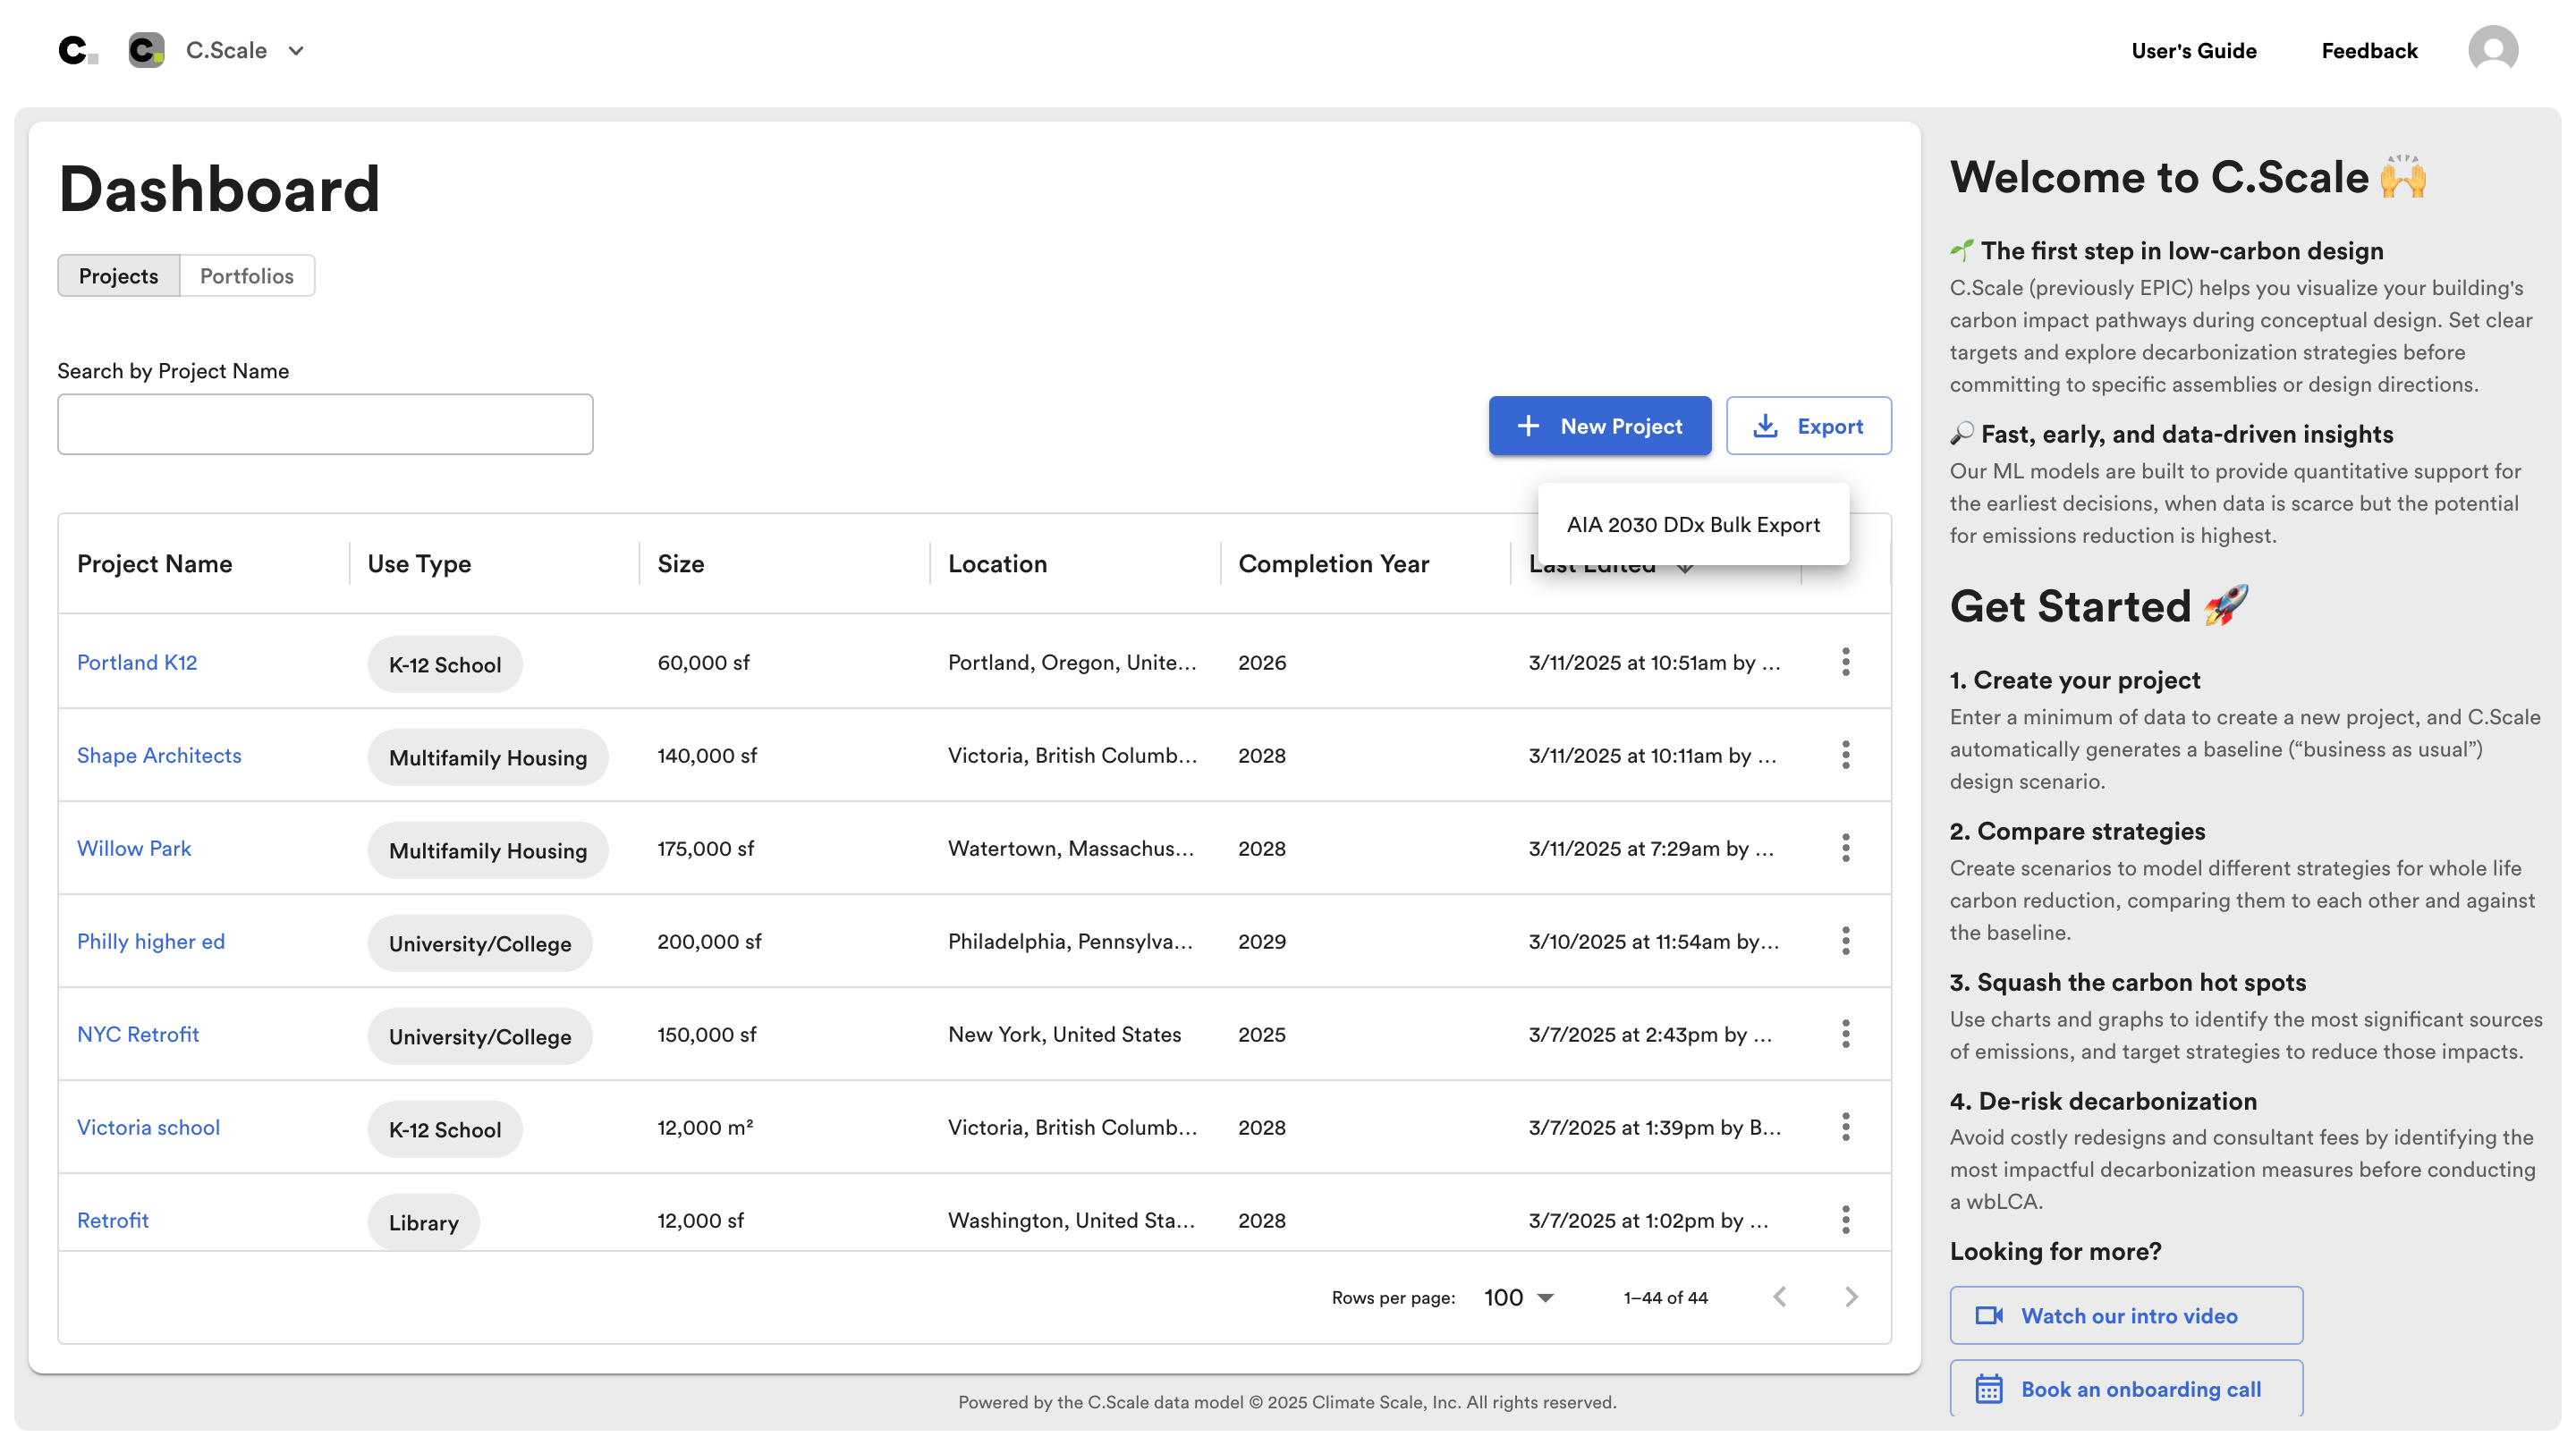 C.
C. C.Scale
User's Guide
Feedback
Dashboard
Projects
Portfolios
Search by Project Name
New Project
Export
AIA 2030 DDx Bulk Export
Project Name
Use Type
Size
Location
Completion Year
Last Edited
Portland K12
K-12 School
60,000 sf
Portland, Oregon, Unite...
2026
3/11/2025 at 10:51am by ...
Shape Architects
Multifamily Housing
140,000 sf
Victoria, British Columb...
2028
3/11/2025 at 10:11am by ...
Willow Park
Multifamily Housing
175,000 sf
Watertown, Massachus...
2028
3/11/2025 at 7:29am by ...
Philly higher ed
University/College
200,000 sf
Philadelphia, Pennsylva...
2029
3/10/2025 at 11:54am by...
NYC Retrofit
University/College
150,000 sf
New York, United States
2025
3/7/2025 at 2:43pm by ...
Victoria school
K-12 School
12,000 m²
Victoria, British Columb...
2028
3/7/2025 at 1:39pm by B...
Retrofit
Library
12,000 sf
Washington, United Sta...
2028
3/7/2025 at 1:02pm by ...
Rows per page:
100
1–44 of 44
Powered by the C.Scale data model © 2025 Climate Scale, Inc. All rights reserved.
Welcome to C.Scale 🙌
🌱 The first step in low-carbon design
C.Scale (previously EPIC) helps you visualize your building's
carbon impact pathways during conceptual design. Set clear
targets and explore decarbonization strategies before
committing to specific assemblies or design directions.
🔎 Fast, early, and data-driven insights
Our ML models are built to provide quantitative support for
the earliest decisions, when data is scarce but the potential
for emissions reduction is highest.
Get Started 🚀
1. Create your project
Enter a minimum of data to create a new project, and C.Scale
automatically generates a baseline (“business as usual”)
design scenario.
2. Compare strategies
Create scenarios to model different strategies for whole life
carbon reduction, comparing them to each other and against
the baseline.
3. Squash the carbon hot spots
Use charts and graphs to identify the most significant sources
of emissions, and target strategies to reduce those impacts.
4. De-risk decarbonization
Avoid costly redesigns and consultant fees by identifying the
most impactful decarbonization measures before conducting
a wbLCA.
Looking for more?
Watch our intro video
Book an onboarding call